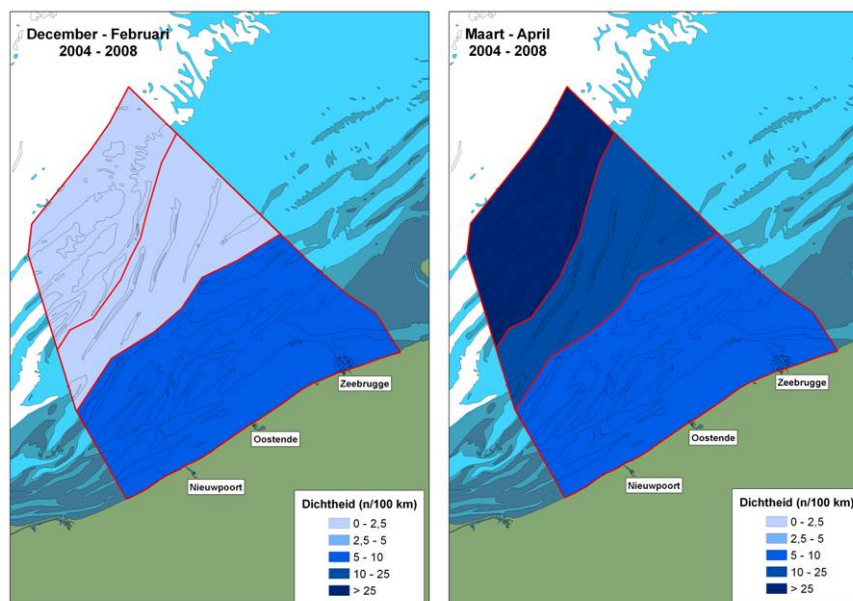 December - Februari
2004 - 2008
Zeebrugge
Oostende
Nieuwpoort
Dichtheid (n/100 km)
0 - 2,5
2,5 - 5
5 - 10
10 - 25
> 25
Maart - April
2004 - 2008
Zeebrugge
Oostende
Nieuwpoort
Dichtheid (n/100 km)
0 - 2,5
2,5 - 5
5 - 10
10 - 25
> 25